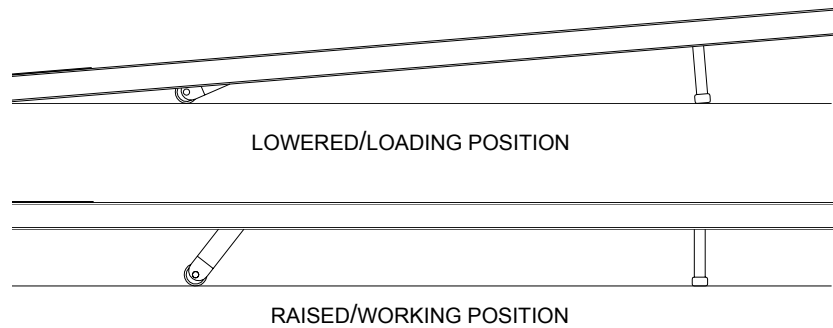 LOWERED/LOADING POSITION
RAISED/WORKING POSITION